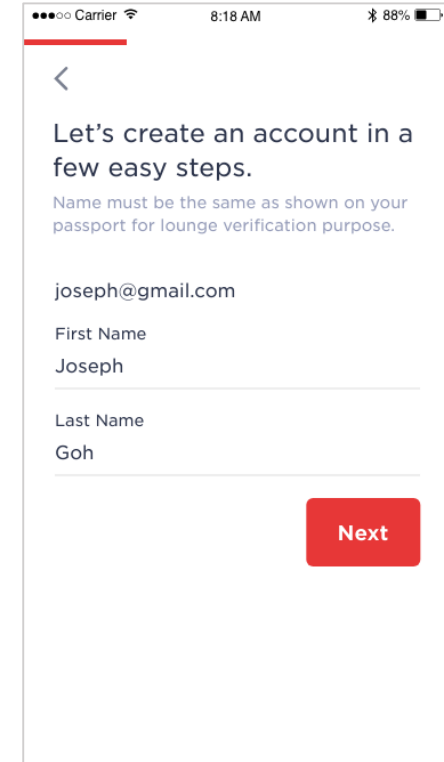 Carrier 8:18 AM 88%
Let's create an account in a
few easy steps.
Name must be the same as shown on your
passport for lounge verification purpose.
joseph@gmail.com
First Name
Joseph
Last Name
Goh
Next